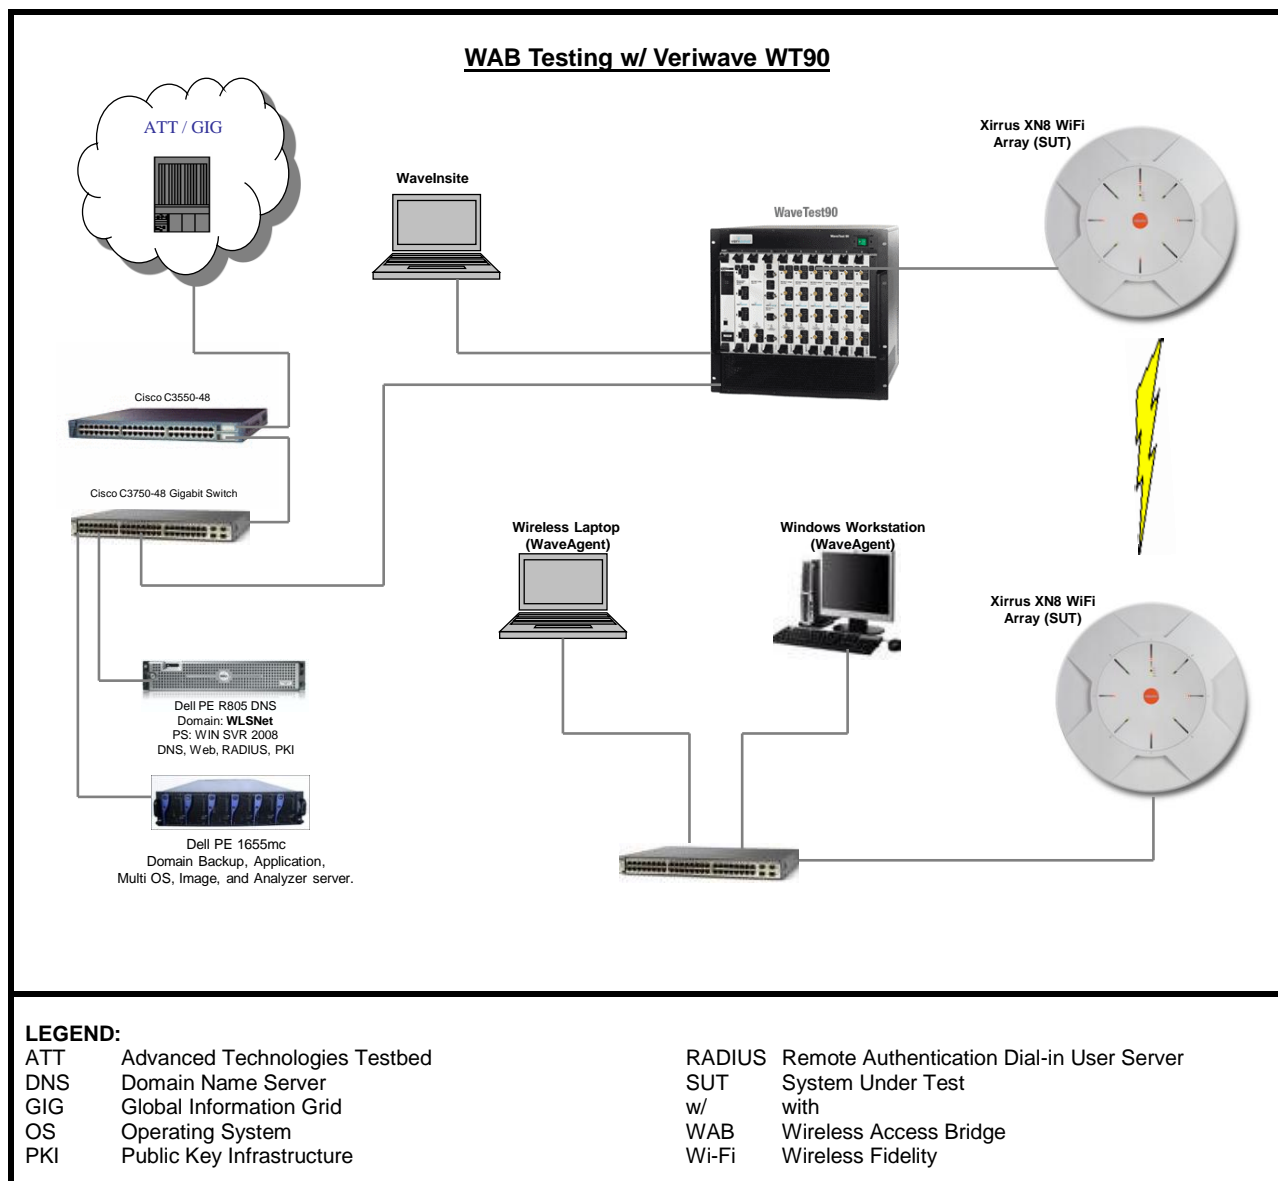 WAB Testing w/ Veriwave WT90
ATT / GIG
WaveInsite
WaveTest90
Xirrus XN8 WiFi
Array (SUT)
Cisco C3550-48
Cisco C3750-48 Gigabit Switch
Wireless Laptop
(WaveAgent)
Windows Workstation
(WaveAgent)
Xirrus XN8 WiFi
Array (SUT)
Dell PE R805 DNS
Domain: WLSNet
PS: WIN SVR 2008
DNS, Web, RADIUS, PKI
Dell PE 1655mc
Domain Backup, Application,
Multi OS, Image, and Analyzer server.
LEGEND:
ATT Advanced Technologies Testbed
DNS Domain Name Server
GIG Global Information Grid
OS Operating System
PKI Public Key Infrastructure
RADIUS Remote Authentication Dial-in User Server
SUT System Under Test
w/ with
WAB Wireless Access Bridge
Wi-Fi Wireless Fidelity